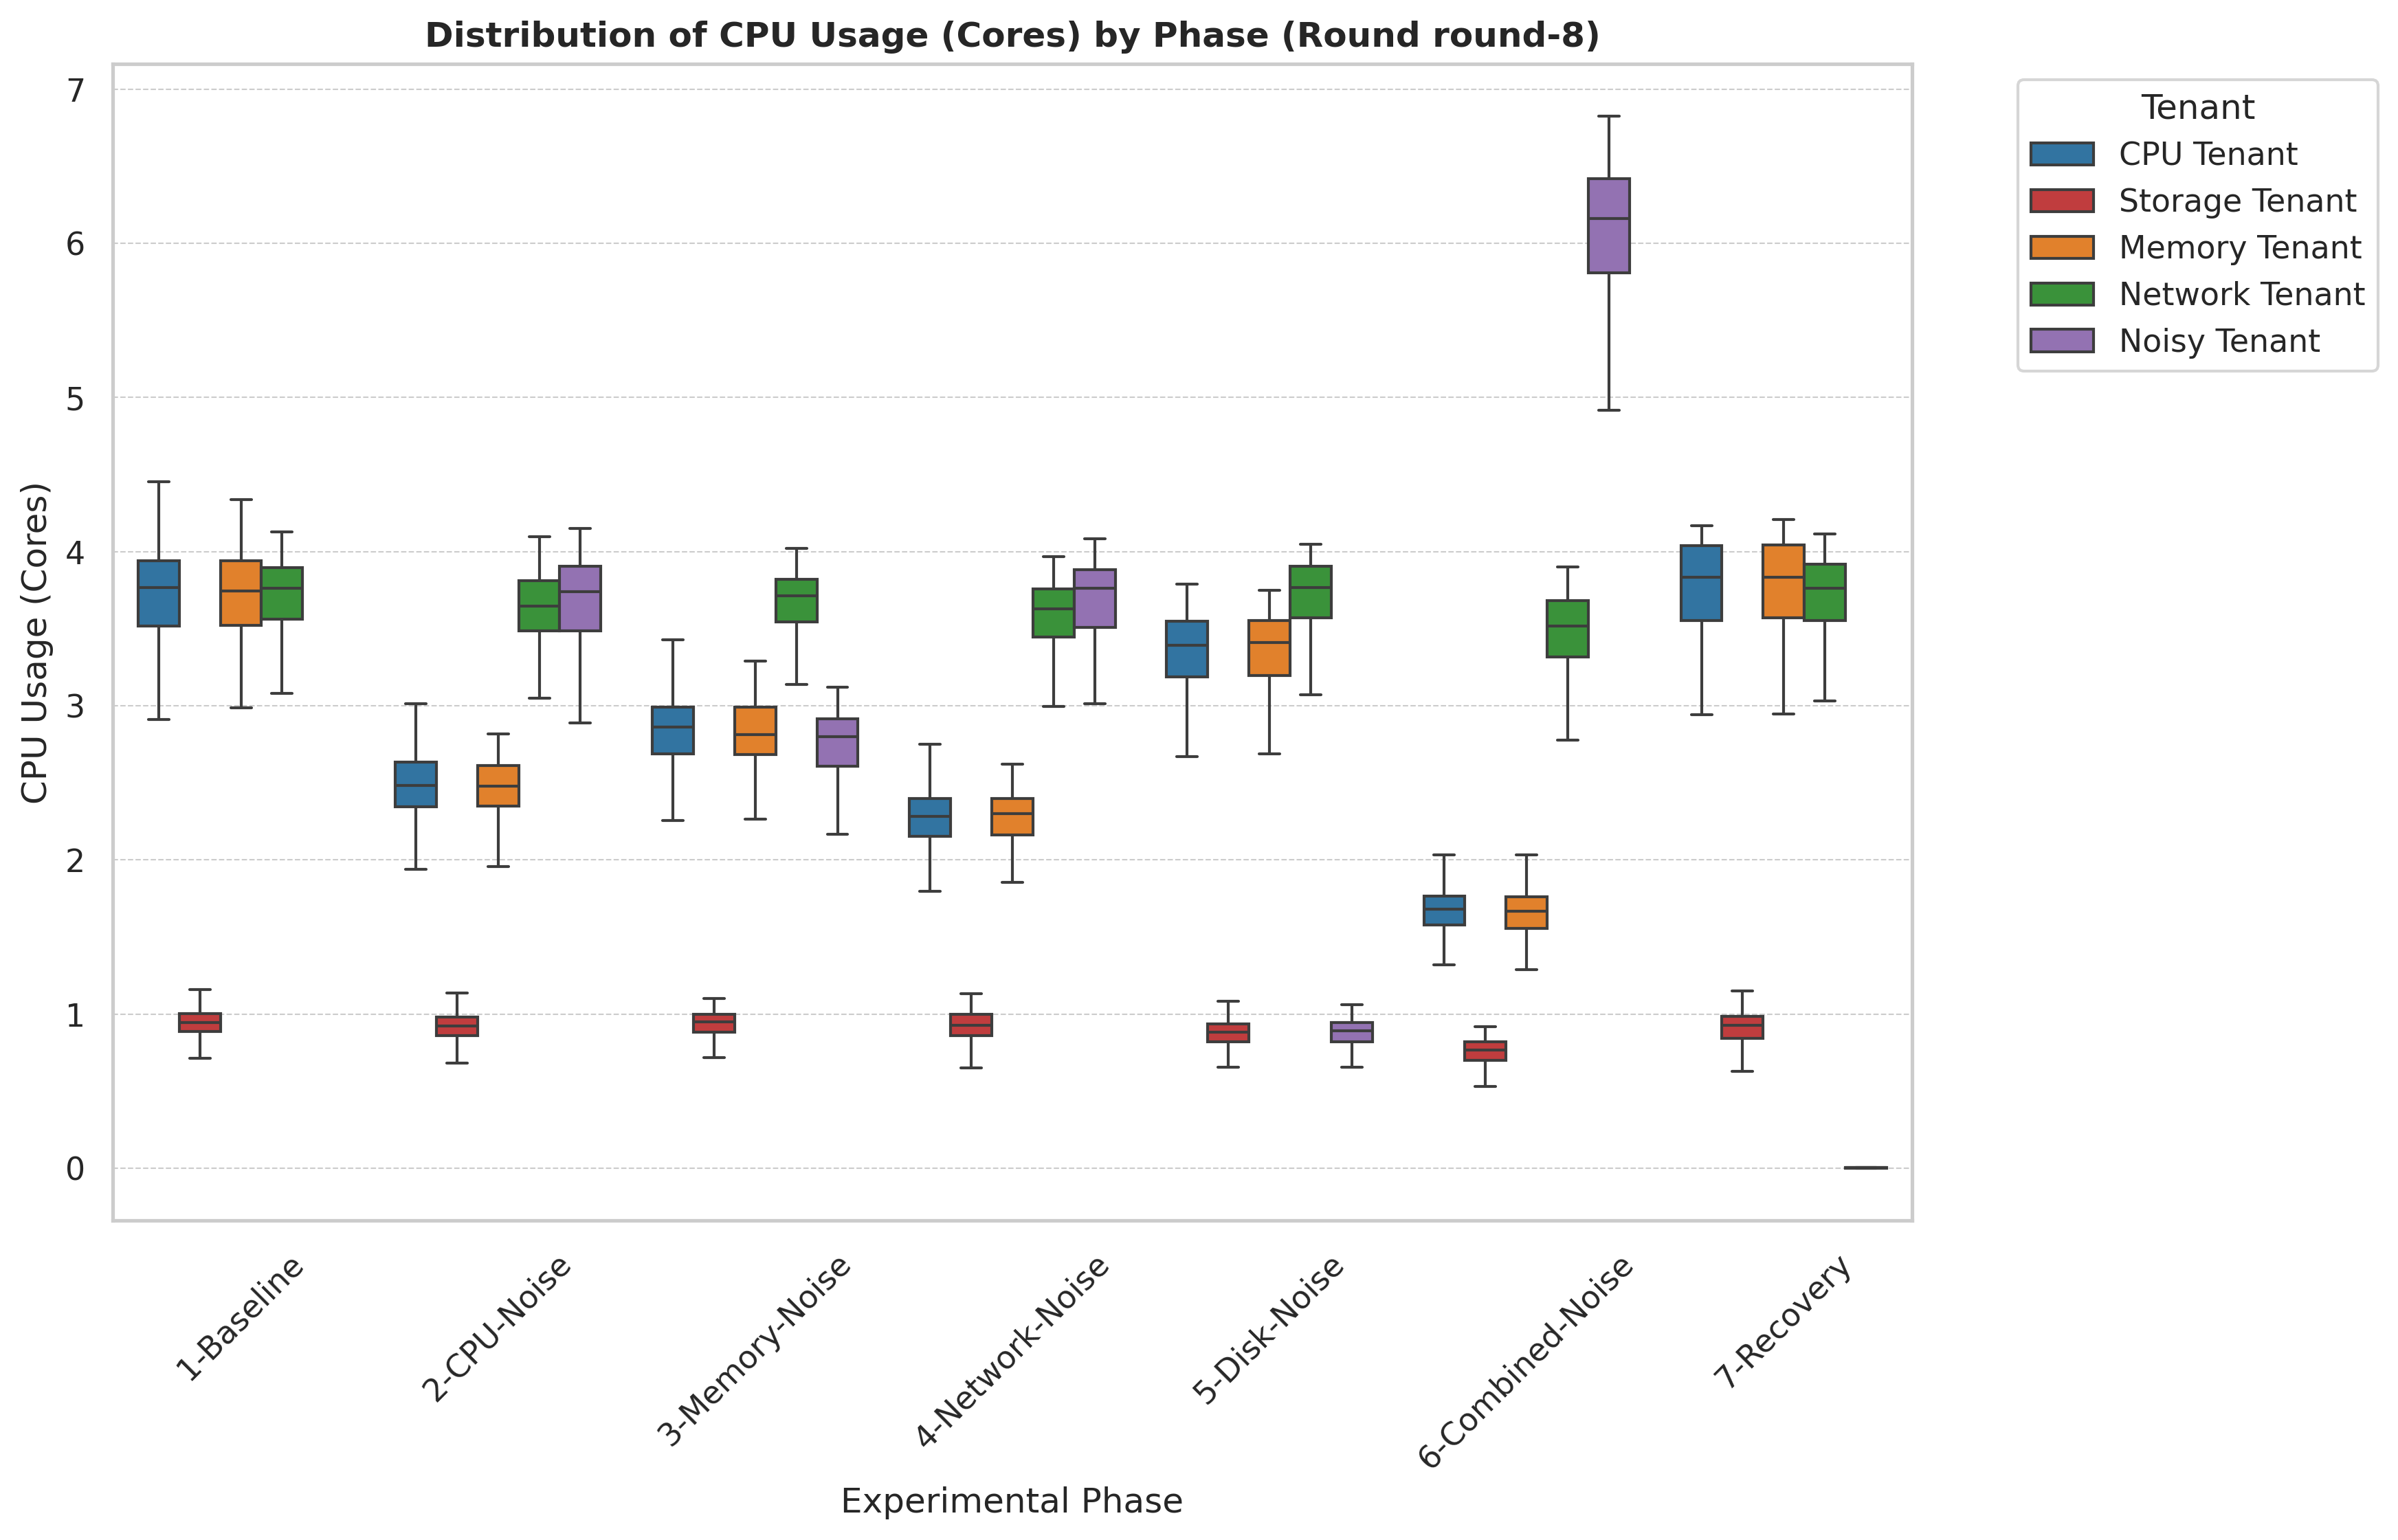 Distribution of CPU Usage (Cores) by Phase (Round round-8)
CPU Usage (Cores)
7
6
5
4
3
2
1
0
1-Baseline
2-CPU-Noise
3-Memory-Noise
4-Network-Noise
5-Disk-Noise
6-Combined-Noise
7-Recovery
Experimental Phase
Tenant
CPU Tenant
Storage Tenant
Memory Tenant
Network Tenant
Noisy Tenant